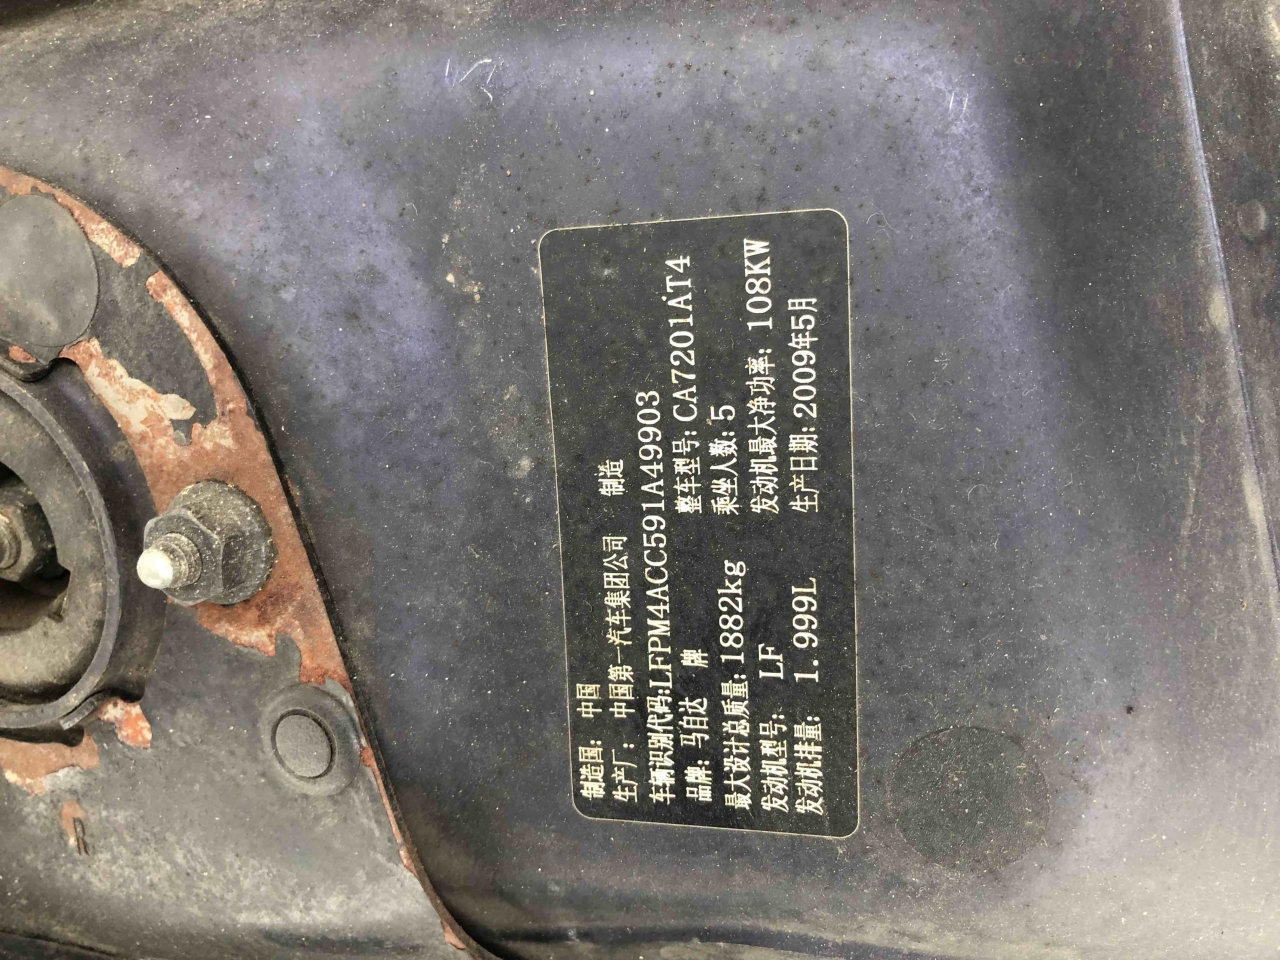 制造国： 中国
生产厂： 中国第一汽车集团公司 制造
车辆识别代码:LFPM4ACC591A49903
品牌：马自达 牌 整车型号：CA7201AT4
最大设计总质量：1882kg 乘坐人数：5
发动机型号： LF 发动机最大净功率：108KW
发动机排量： 1.999L 生产日期：2009年5月